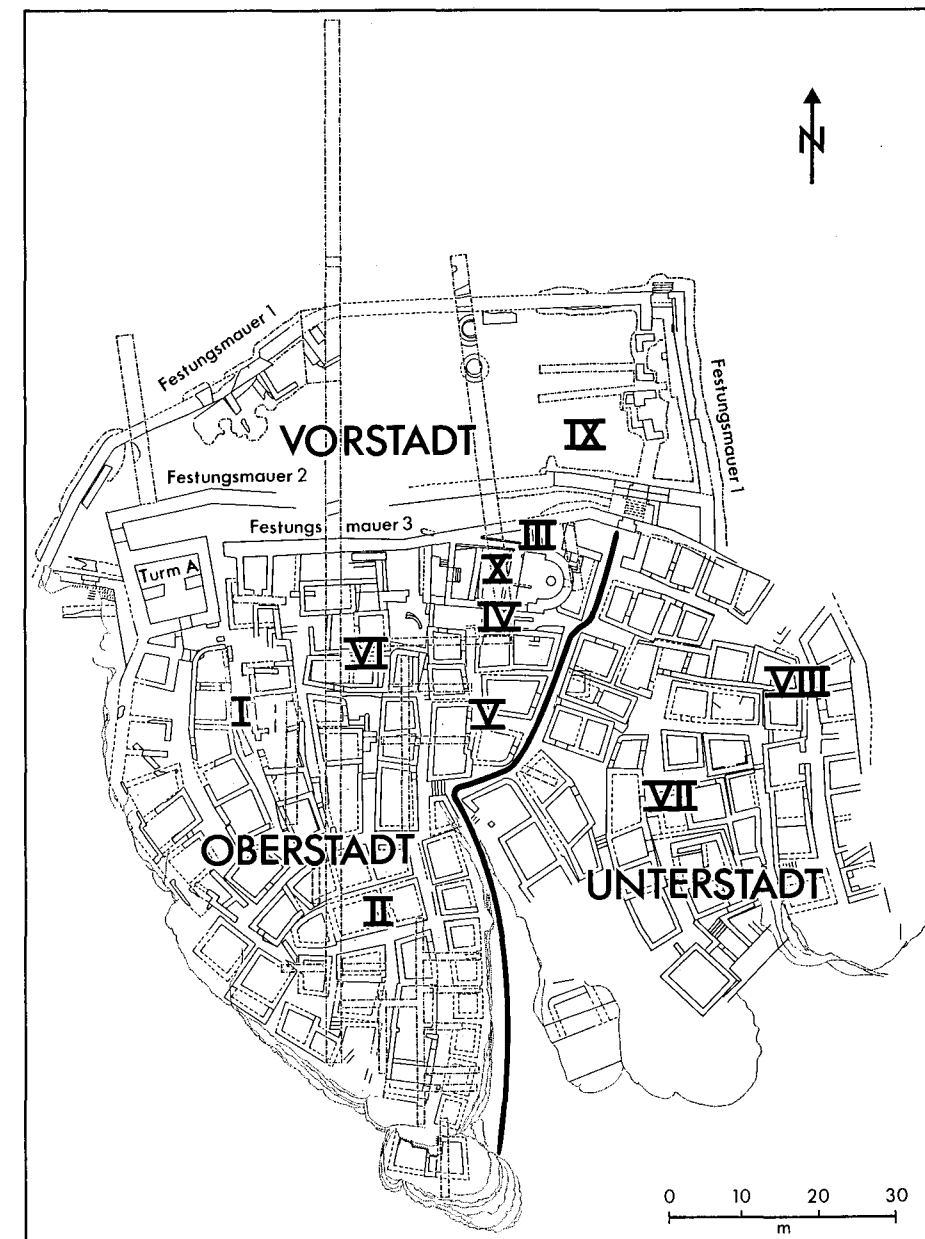 N
Festungsmauer 1
VORSTADT
IX
Festungsmauer 1
Festungsmauer 2
Festungs mauer 3
III
Turm A
X
IV
VI
VIII
I
V
VII
OBERSTADT
UNTERSTADT
II
0 10 20 30
m